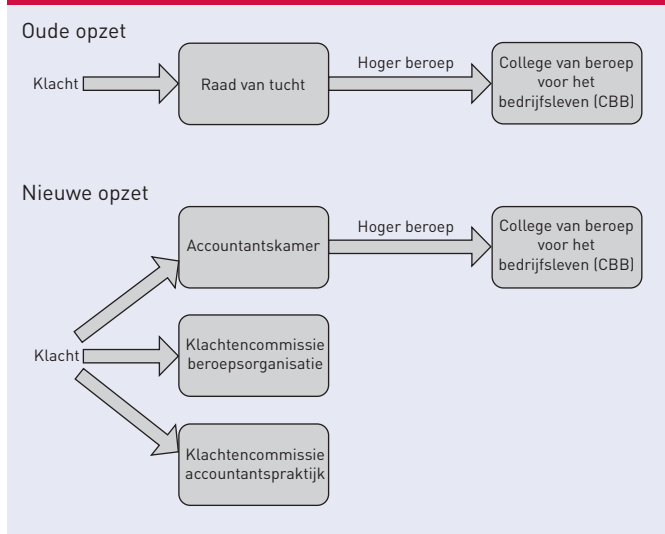 Oude opzet
Klacht
Raad van tucht
Hoger beroep
College van beroep
voor het
bedrijfsleven (CBB)
Nieuwe opzet
Klacht
Accountantskamer
Hoger beroep
College van beroep
voor het
bedrijfsleven (CBB)
Klachtencommissie
beroepsorganisatie
Klachtencommissie
accountantspraktijk